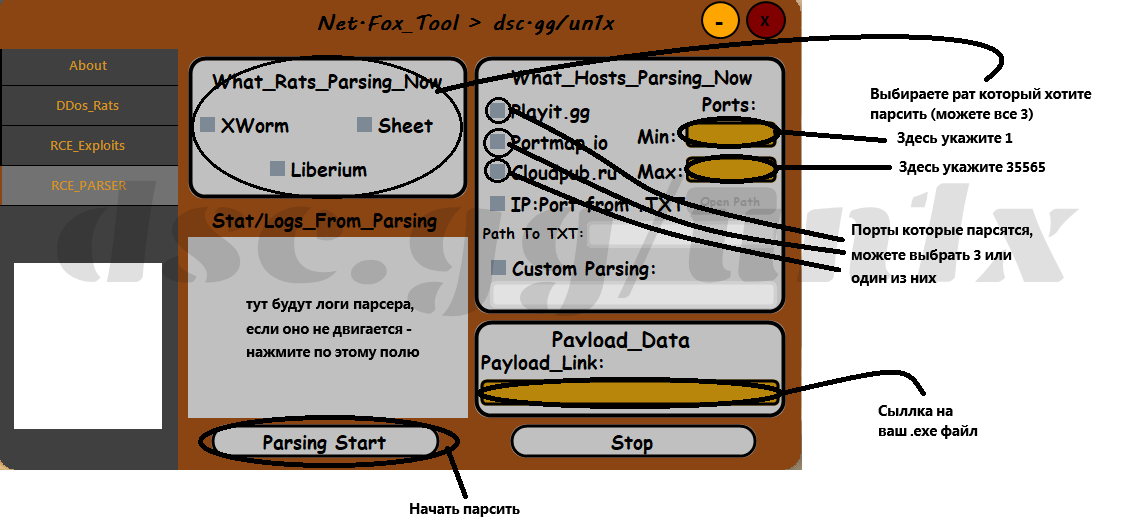 Net-Fox_Tool > dsc.gg/un1x
-
X
About
DDos_Rats
RCE_Exploits
RCE_PARSER
What_Rats_Parsing_Now
XWorm
Sheet
Liberium
Stat/Logs_From_Parsing
тут будут логи парсера,
если оно не двигается -
нажмите по этому полю
Parsing Start
Начать парсить
What_Hosts_Parsing_Now
Playit.gg
Portmap.io
Cloudpub.ru
Ports:
Min:
Max:
IP:Port from .TXT
Open Path
Path To TXT:
Custom Parsing:
Payload_Data
Payload_Link:
Stop
Выбираете рат который хотите
парсить (можете все 3)
Здесь укажите 1
Здесь укажите 35565
Порты которые парсятся,
можете выбрать 3 или
один из них
Сыллка на
ваш .exe файл
dsc.gg/un1x